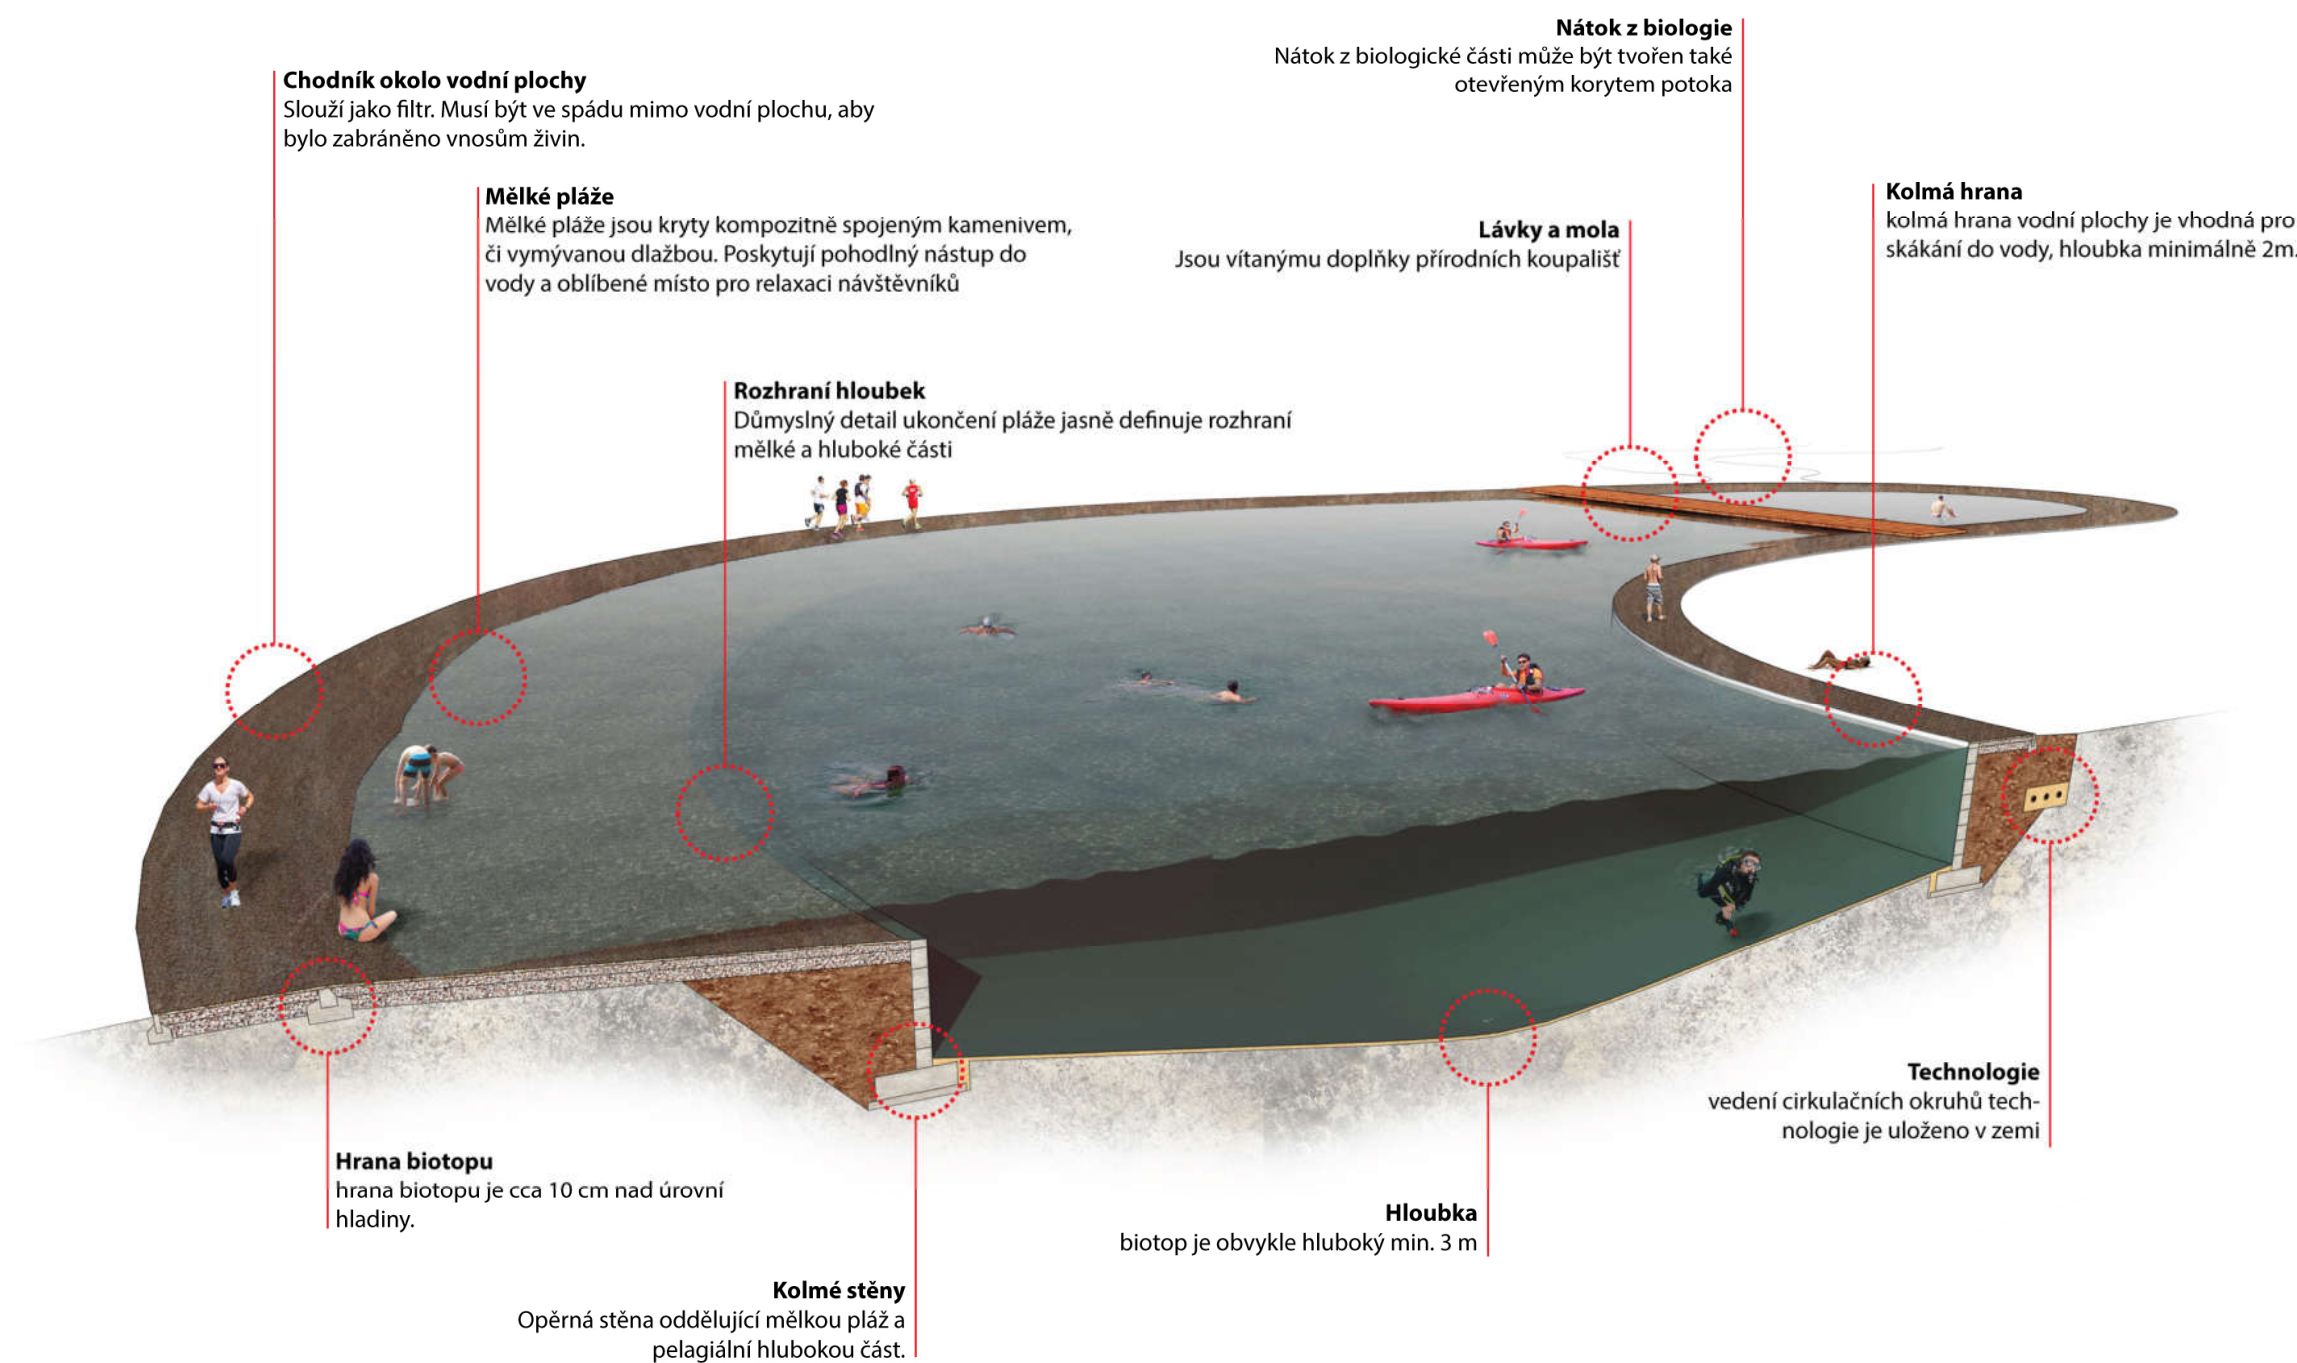 Nátok z biologie
Nátok z biologické části může být tvořen také
otevřeným korytem potoka
Chodník okolo vodní plochy
Slouží jako filtr. Musí být ve spádu mimo vodní plochu, aby
bylo zabráněno vnosům živin.
Mělké pláže
Mělké pláže jsou kryty kompozitně spojeným kamenivem,
či vymývanou dlažbou. Poskytují pohodlný nástup do
vody a oblíbené místo pro relaxaci návštěvníků
Lávky a mola
Jsou vítanýmu doplňky přírodních koupališť
Kolmá hrana
kolmá hrana vodní plochy je vhodná pro
skákání do vody, hloubka minimálně 2m.
Rozhraní hloubek
Důmyslný detail ukončení pláže jasně definuje rozhraní
mělké a hluboké části
Technologie
vedení cirkulačních okruhů tech-
nologie je uloženo v zemi
Hrana biotopu
hrana biotopu je cca 10 cm nad úrovní
hladiny.
Hloubka
biotop je obvykle hluboký min. 3 m
Kolmé stěny
Opěrná stěna oddělující mělkou pláž a
pelagiální hlubokou část.